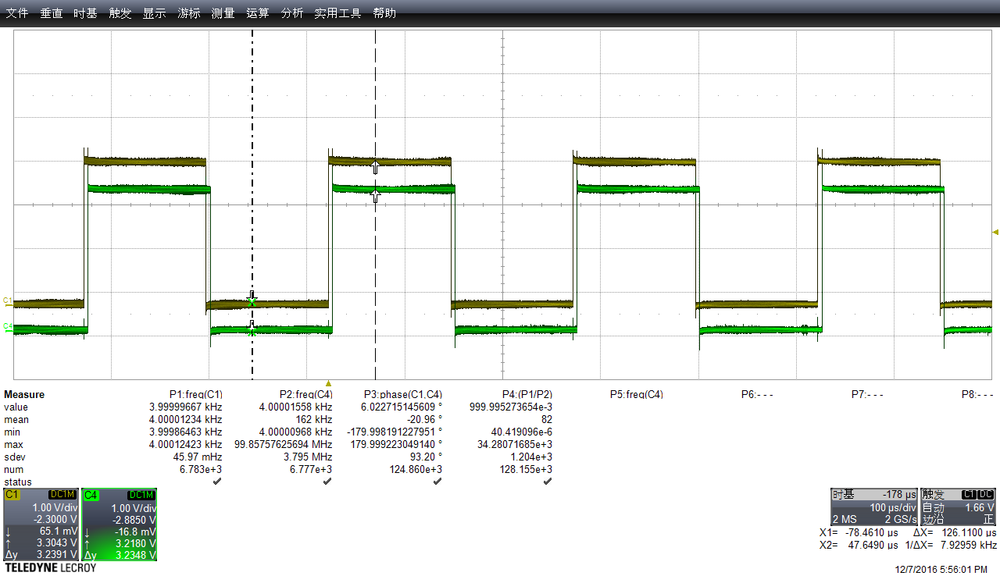 文件 垂直 时基 触发 显示 游标 测量 运算 分析 实用工具 帮助
C1
C4
Measure P1:freq(C1) P2:freq(C4) P3:phase(C1,C4) P4:(P1/P2) P5:freq(C4) P6:- - - P7:- - - P8:- - -
value 3.99999667 kHz 4.00001558 kHz 6.022715145609 ° 999.995273654e-3
mean 4.00001234 kHz 162 kHz -20.96 ° 82
min 3.99986463 kHz 4.00000968 kHz -179.998191227951 ° 40.419096e-6
max 4.00012423 kHz 99.85757625694 MHz 179.999223049140 ° 34.28071685e+3
sdev 45.97 mHz 3.795 MHz 93.20 ° 1.204e+3
num 6.783e+3 6.777e+3 124.860e+3 128.155e+3
status
C1 DC1M
1.00 V/div
-2.3000 V
↓ 65.1 mV
↑ 3.3043 V
Δy 3.2391 V
C4 DC1M
1.00 V/div
-2.8850 V
↓ -16.8 mV
↑ 3.2180 V
Δy 3.2348 V
时基 -178 µs
100 µs/div
2 MS 2 GS/s
触发 C1 DC
自动 1.66 V
边沿 正
X1= -78.4610 µs ΔX= 126.1100 µs
X2= 47.6490 µs 1/ΔX= 7.92959 kHz
TELEDYNE LECROY
12/7/2016 5:56:01 PM